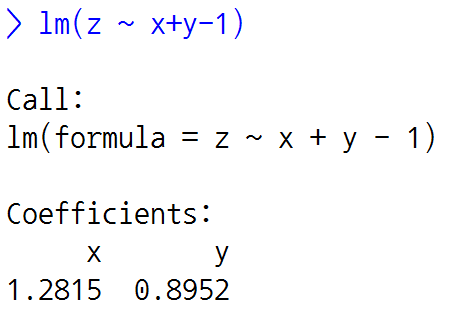 > lm(z ~ x+y-1)
Call:
lm(formula = z ~ x + y - 1)
Coefficients:
x y
1.2815 0.8952